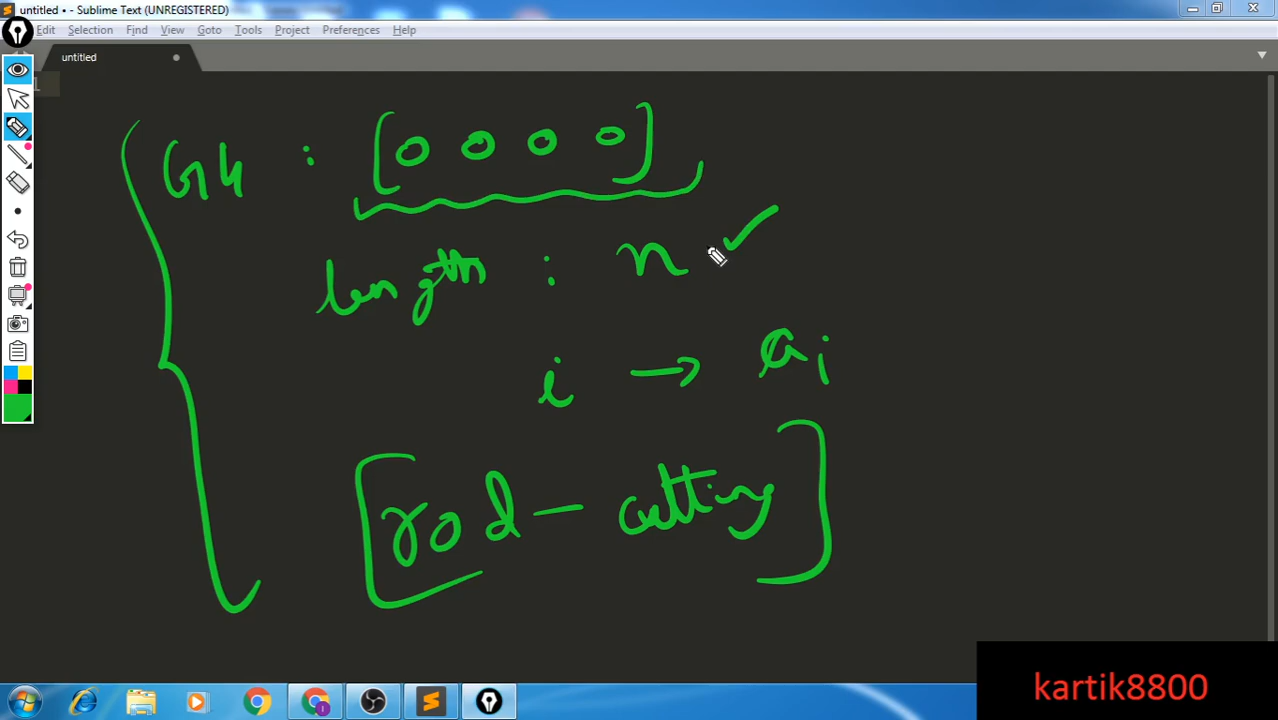 untitled • - Sublime Text (UNREGISTERED)
Edit Selection Find View Goto Tools Project Preferences Help
untitled
1
: [0 0 0 0]
length : n ✓
i → ai
[rod - cutting]
kartik8800